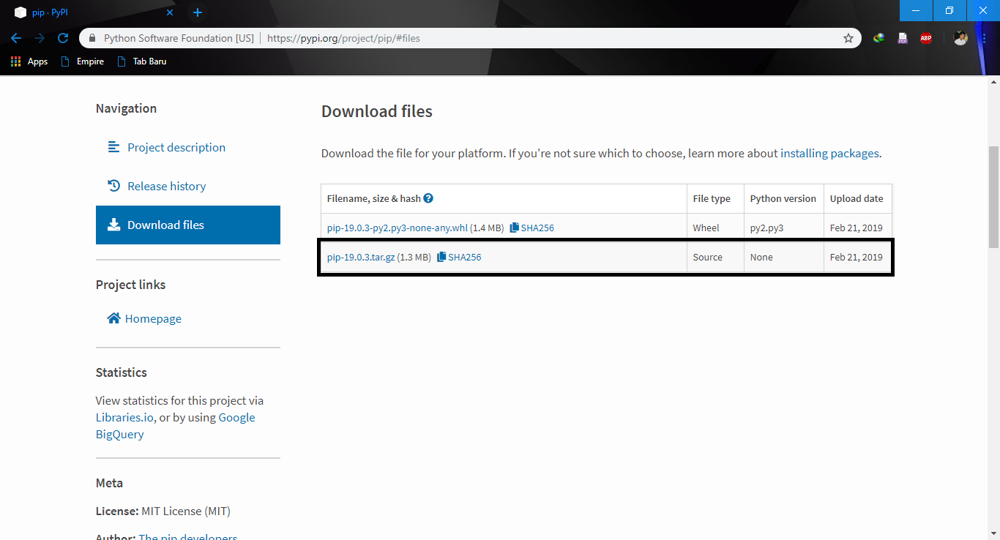 pip · PyPI
Python Software Foundation [US] | https://pypi.org/project/pip/#files
ABP
Apps Empire Tab Baru
Navigation
Project description
Release history
Download files
Project links
Homepage
Statistics
View statistics for this project via
Libraries.io, or by using Google
BigQuery
Meta
License: MIT License (MIT)
Author: The pip developers
Download files
Download the file for your platform. If you're not sure which to choose, learn more about installing packages.
Filename, size & hash ? File type Python version Upload date
pip-19.0.3-py2.py3-none-any.whl (1.4 MB) SHA256 Wheel py2.py3 Feb 21, 2019
pip-19.0.3.tar.gz (1.3 MB) SHA256 Source None Feb 21, 2019